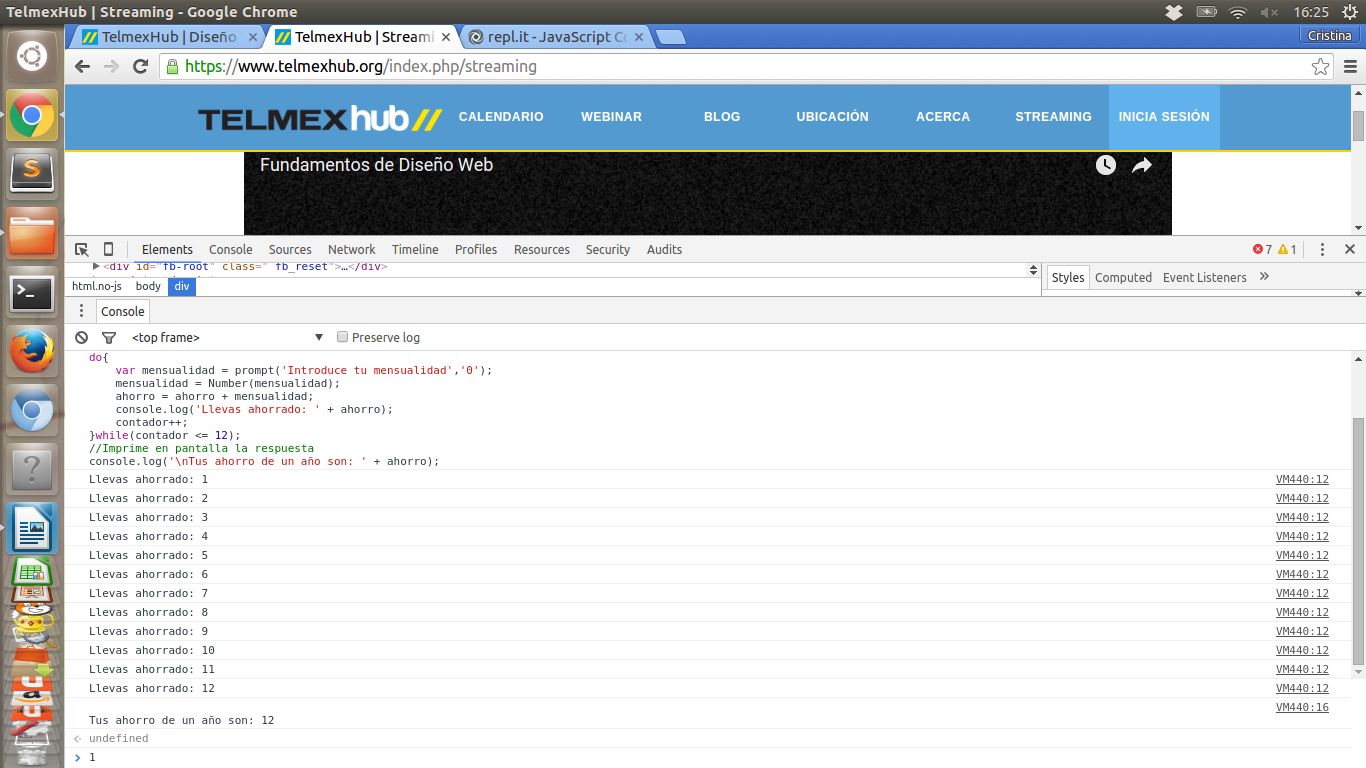 TelmexHub | Streaming - Google Chrome
16:25
TelmexHub | Diseño
TelmexHub | Streami
repl.it - JavaScript Co
Cristina
https://www.telmexhub.org/index.php/streaming
TELMEXhub//
CALENDARIO
WEBINAR
BLOG
UBICACIÓN
ACERCA
STREAMING
INICIA SESIÓN
Fundamentos de Diseño Web
Elements Console Sources Network Timeline Profiles Resources Security Audits
7 1
<div id="fb-root" class=" fb_reset">…</div>
html.no-js body div
Styles Computed Event Listeners »
Console
<top frame> ▼ Preserve log
do{
    var mensualidad = prompt('Introduce tu mensualidad','0');
    mensualidad = Number(mensualidad);
    ahorro = ahorro + mensualidad;
    console.log('Llevas ahorrado: ' + ahorro);
    contador++;
}while(contador <= 12);
//Imprime en pantalla la respuesta
console.log('\nTus ahorro de un año son: ' + ahorro);
Llevas ahorrado: 1 VM440:12
Llevas ahorrado: 2 VM440:12
Llevas ahorrado: 3 VM440:12
Llevas ahorrado: 4 VM440:12
Llevas ahorrado: 5 VM440:12
Llevas ahorrado: 6 VM440:12
Llevas ahorrado: 7 VM440:12
Llevas ahorrado: 8 VM440:12
Llevas ahorrado: 9 VM440:12
Llevas ahorrado: 10 VM440:12
Llevas ahorrado: 11 VM440:12
Llevas ahorrado: 12 VM440:12
VM440:16
Tus ahorro de un año son: 12
undefined
1